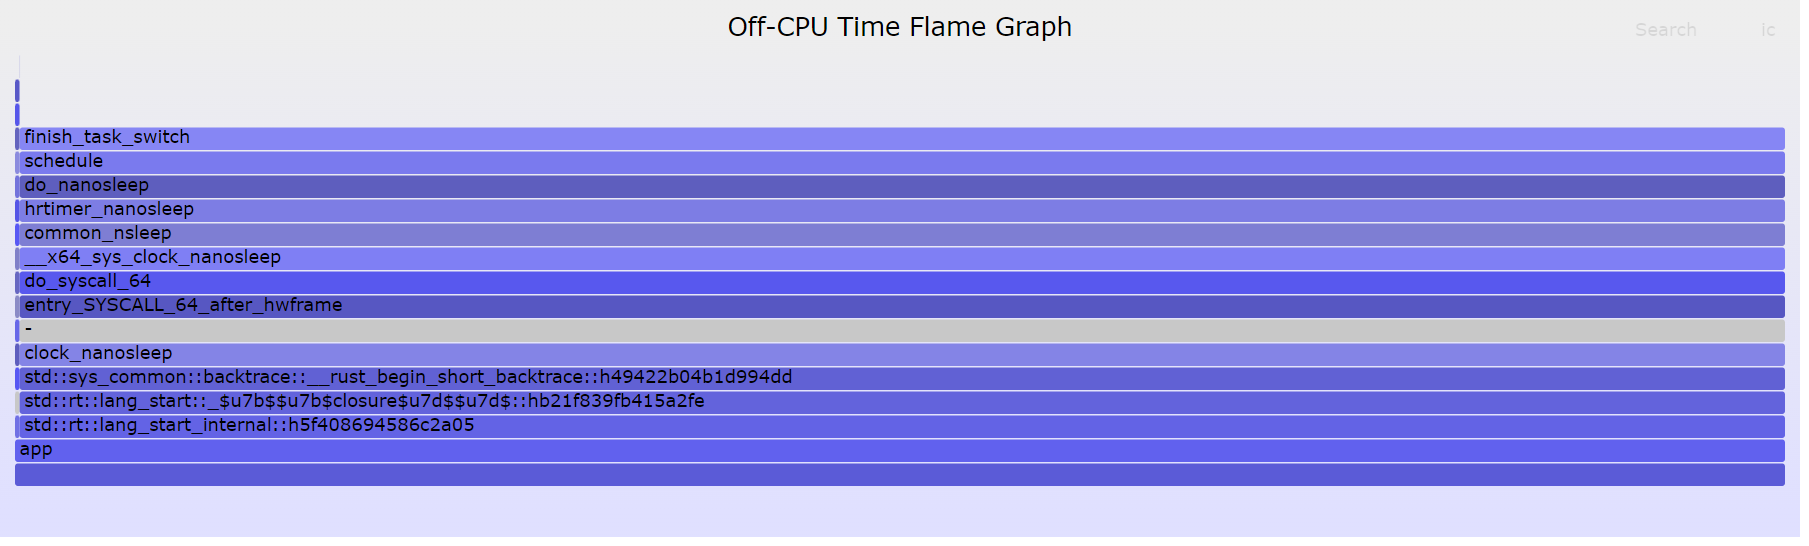 Off-CPU Time Flame Graph
Search ic
finish_task_switch
schedule
do_nanosleep
hrtimer_nanosleep
common_nsleep
__x64_sys_clock_nanosleep
do_syscall_64
entry_SYSCALL_64_after_hwframe
-
clock_nanosleep
std::sys_common::backtrace::__rust_begin_short_backtrace::h49422b04b1d994dd
std::rt::lang_start::_$u7b$$u7b$closure$u7d$$u7d$::hb21f839fb415a2fe
std::rt::lang_start_internal::h5f408694586c2a05
app